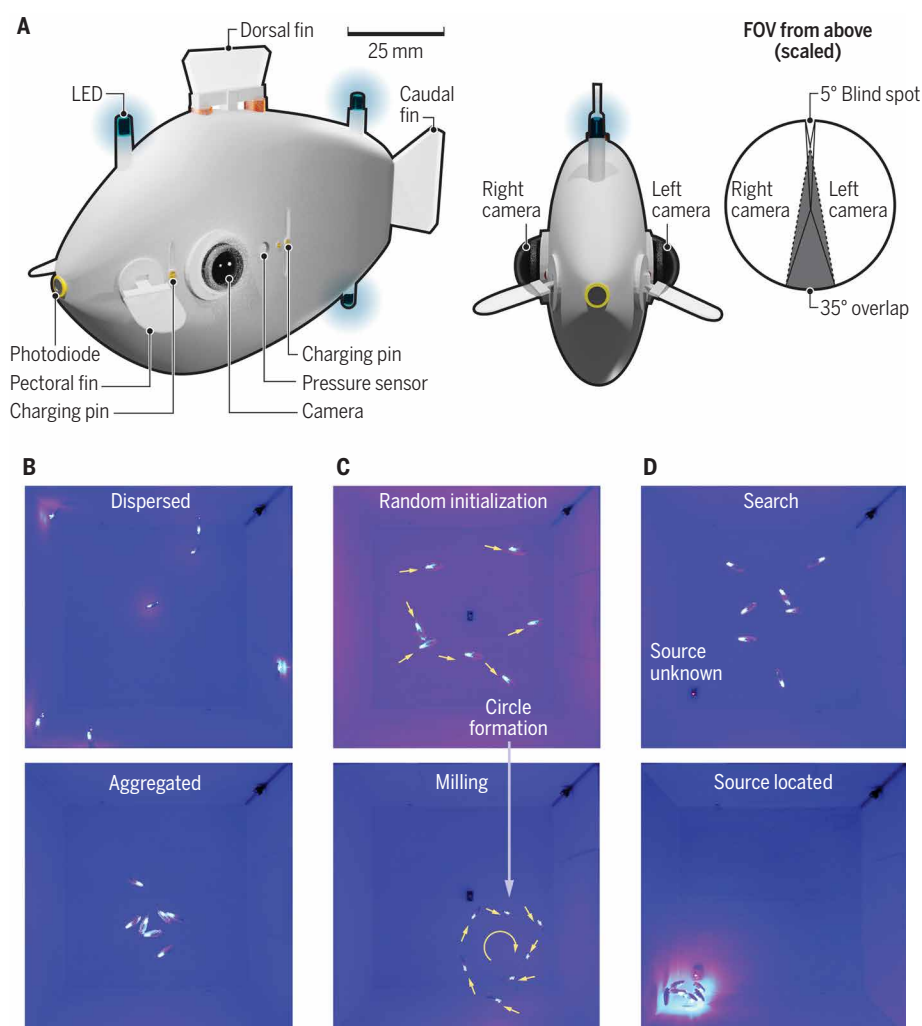 A
Dorsal fin
25 mm
LED
Caudal
fin
Photodiode
Pectoral fin
Charging pin
Charging pin
Pressure sensor
Camera
Right
camera
Left
camera
FOV from above
(scaled)
5° Blind spot
Right
camera
Left
camera
35° overlap
B
Dispersed
Aggregated
C
Random initialization
Circle
formation
Milling
D
Search
Source
unknown
Source located